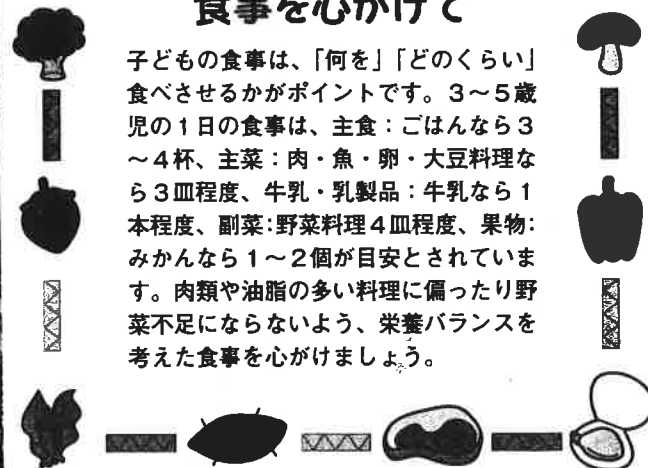 食事を心がけて
子どもの食事は、「何を」「どのくらい」
食べさせるかがポイントです。3～5歳
児の1日の食事は、主食：ごはんなら3
～4杯、主菜：肉・魚・卵・大豆料理な
ら3皿程度、牛乳・乳製品：牛乳なら1
本程度、副菜：野菜料理4皿程度、果物：
みかんなら1～2個が目安とされていま
す。肉類や油脂の多い料理に偏ったり野
菜不足にならないよう、栄養バランスを
考えた食事を心がけましょう。